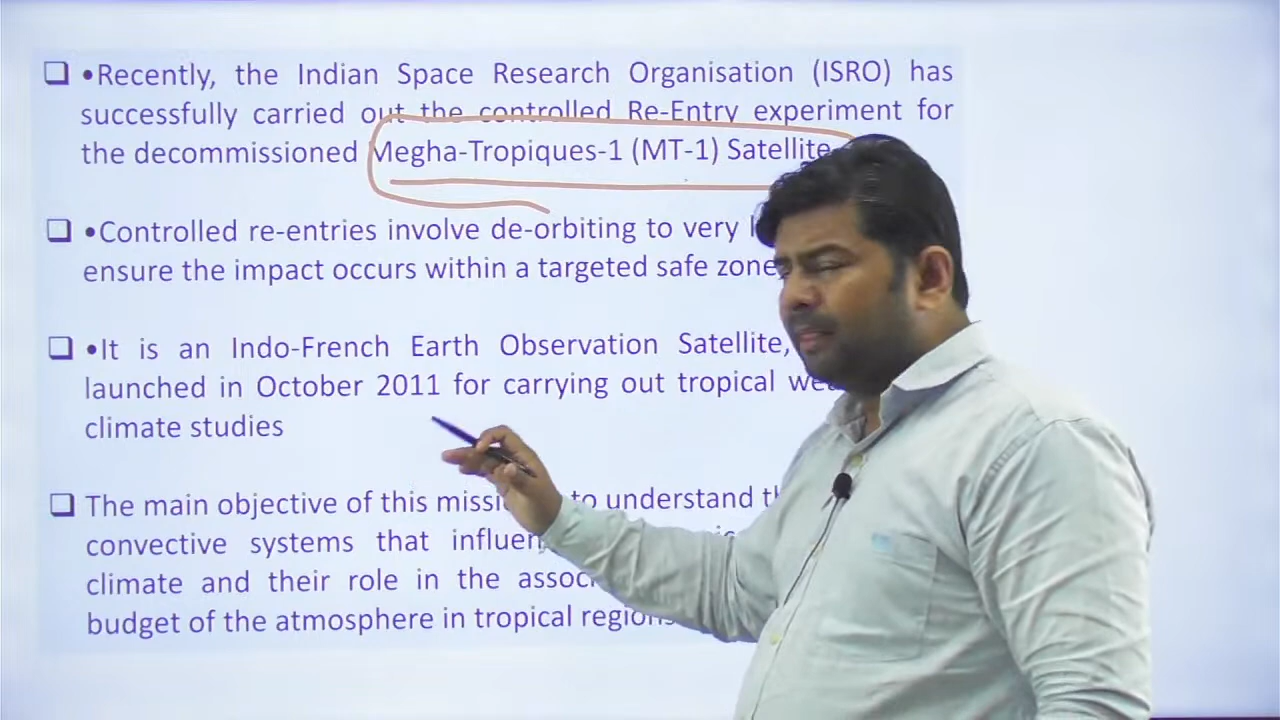 •Recently, the Indian Space Research Organisation (ISRO) has
successfully carried out the controlled Re-Entry experiment for
the decommissioned Megha-Tropiques-1 (MT-1) Satellite
•Controlled re-entries involve de-orbiting to very
ensure the impact occurs within a targeted safe zone
•It is an Indo-French Earth Observation Satellite,
launched in October 2011 for carrying out tropical
climate studies
The main objective of this to understand
convective systems that
climate and their role in the
budget of the atmosphere in tropical regions